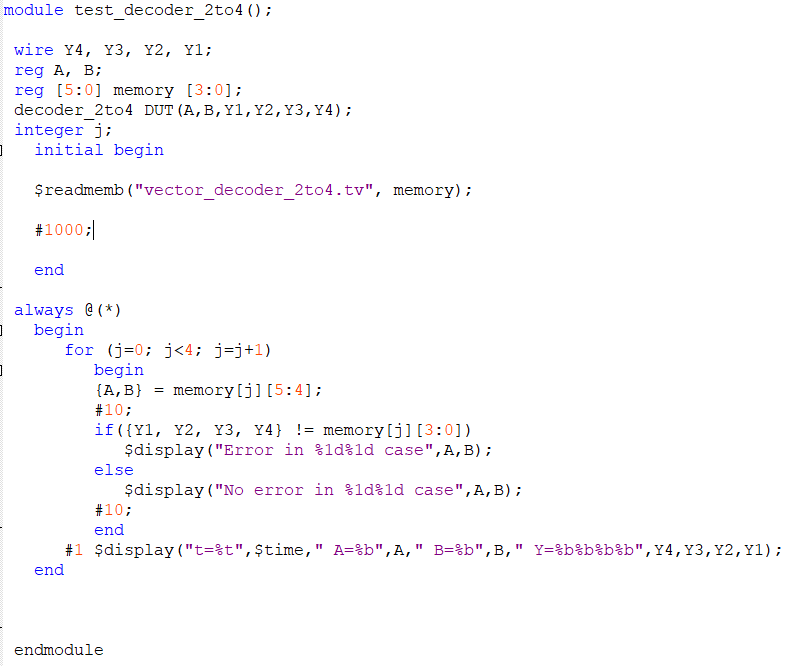 module test_decoder_2to4();
wire Y4, Y3, Y2, Y1;
reg A, B;
reg [5:0] memory [3:0];
decoder_2to4 DUT(A,B,Y1,Y2,Y3,Y4);
integer j;
initial begin
$readmemb("vector_decoder_2to4.tv", memory);
#1000;
end
always @(*)
begin
for (j=0; j<4; j=j+1)
begin
{A,B} = memory[j][5:4];
#10;
if({Y1, Y2, Y3, Y4} != memory[j][3:0])
$display("Error in %1d%1d case",A,B);
else
$display("No error in %1d%1d case",A,B);
#10;
end
#1 $display("t=%t",$time," A=%b",A," B=%b",B," Y=%b%b%b%b",Y4,Y3,Y2,Y1);
end
endmodule